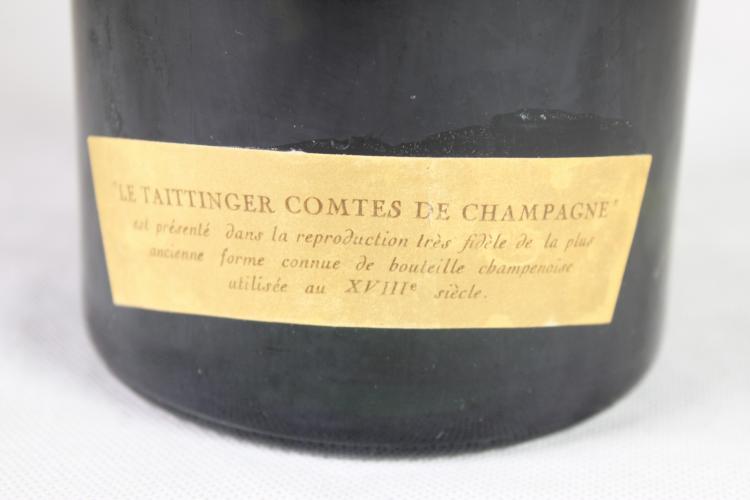 "LE TAITTINGER COMTES DE CHAMPAGNE"
est présenté dans la reproduction très fidèle de la plus
ancienne forme connue de bouteille champenoise
utilisée au XVIIIe siècle.